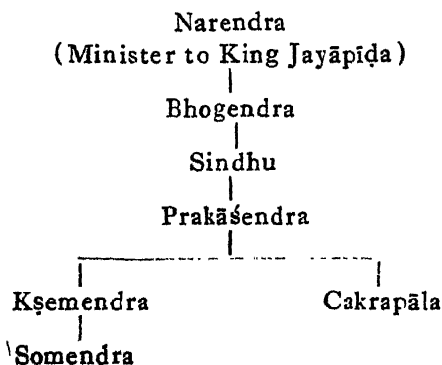 Narendra
(Minister to King Jayāpīḍa)
Bhogendra
Sindhu
Prakāśendra
Kṣemendra Cakrapāla
Somendra